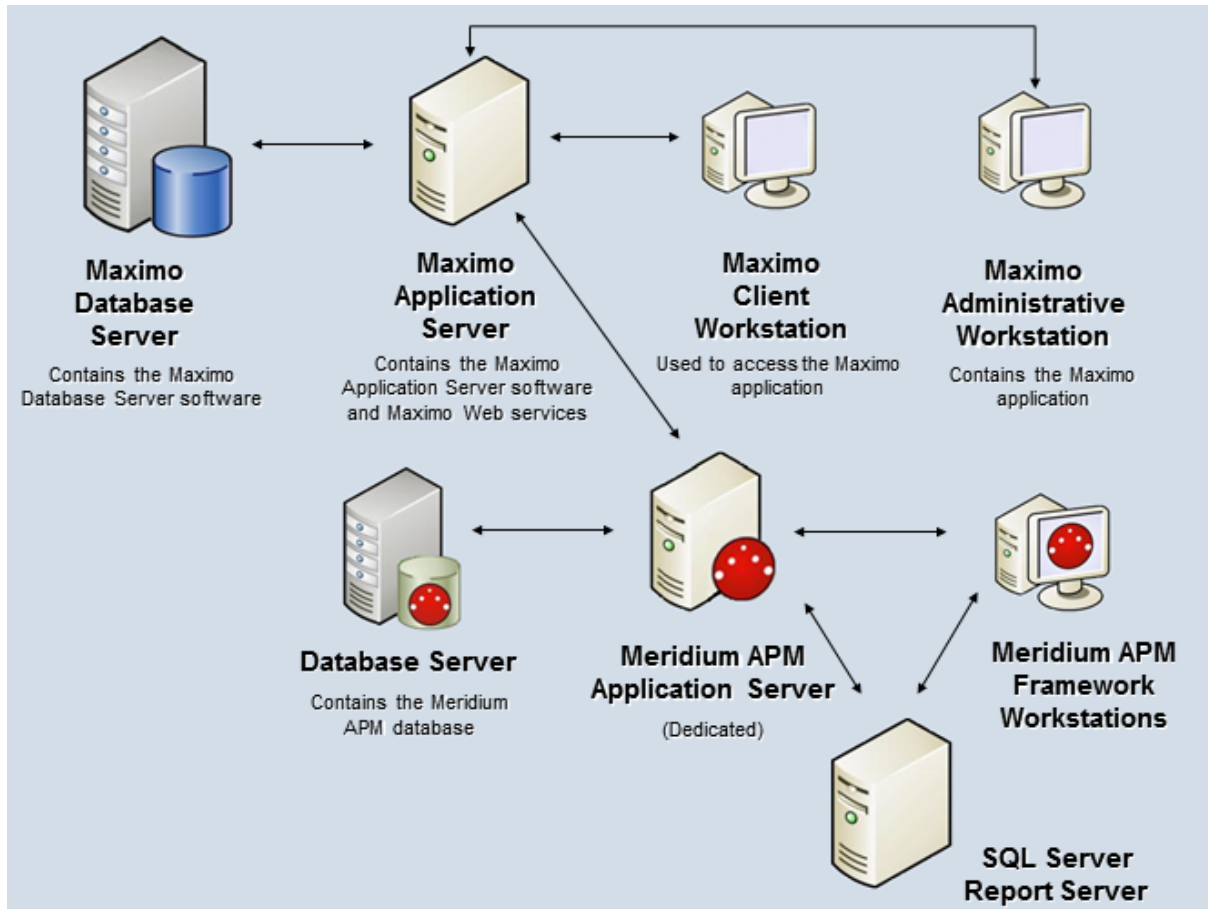 Maximo
Database
Server
Contains the Maximo
Database Server software
Maximo
Application
Server
Contains the Maximo
Application Server software
and Maximo Web services
Maximo
Client
Workstation
Used to access the Maximo
application
Maximo
Administrative
Workstation
Contains the Maximo
application
Database Server
Contains the Meridium
APM database
Meridium APM
Application Server
(Dedicated)
Meridium APM
Framework
Workstations
SQL Server
Report Server